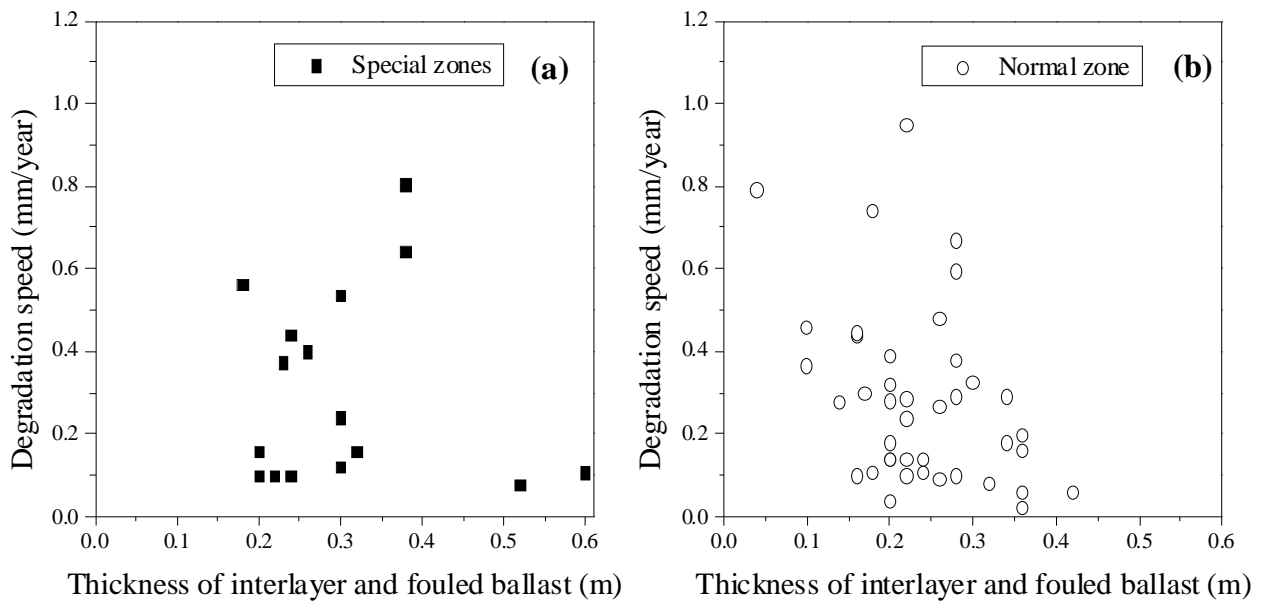 1.2
Special zones (a)
1.0
0.8
0.6
0.4
0.2
0.0
0.0 0.1 0.2 0.3 0.4 0.5 0.6
Degradation speed (mm/year)
Thickness of interlayer and fouled ballast (m)
1.2
Normal zone (b)
1.0
0.8
0.6
0.4
0.2
0.0
0.0 0.1 0.2 0.3 0.4 0.5 0.6
Degradation speed (mm/year)
Thickness of interlayer and fouled ballast (m)